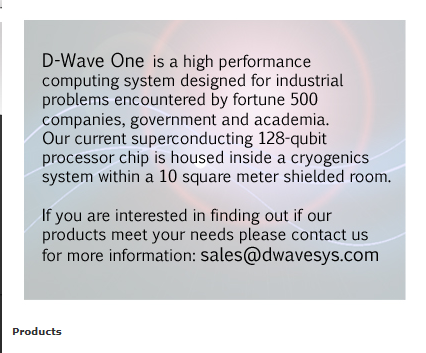 D-Wave One is a high performance
computing system designed for industrial
problems encountered by fortune 500
companies, government and academia.
Our current superconducting 128-qubit
processor chip is housed inside a cryogenics
system within a 10 square meter shielded room.
If you are interested in finding out if our
products meet your needs please contact us
for more information: sales@dwavesys.com
Products